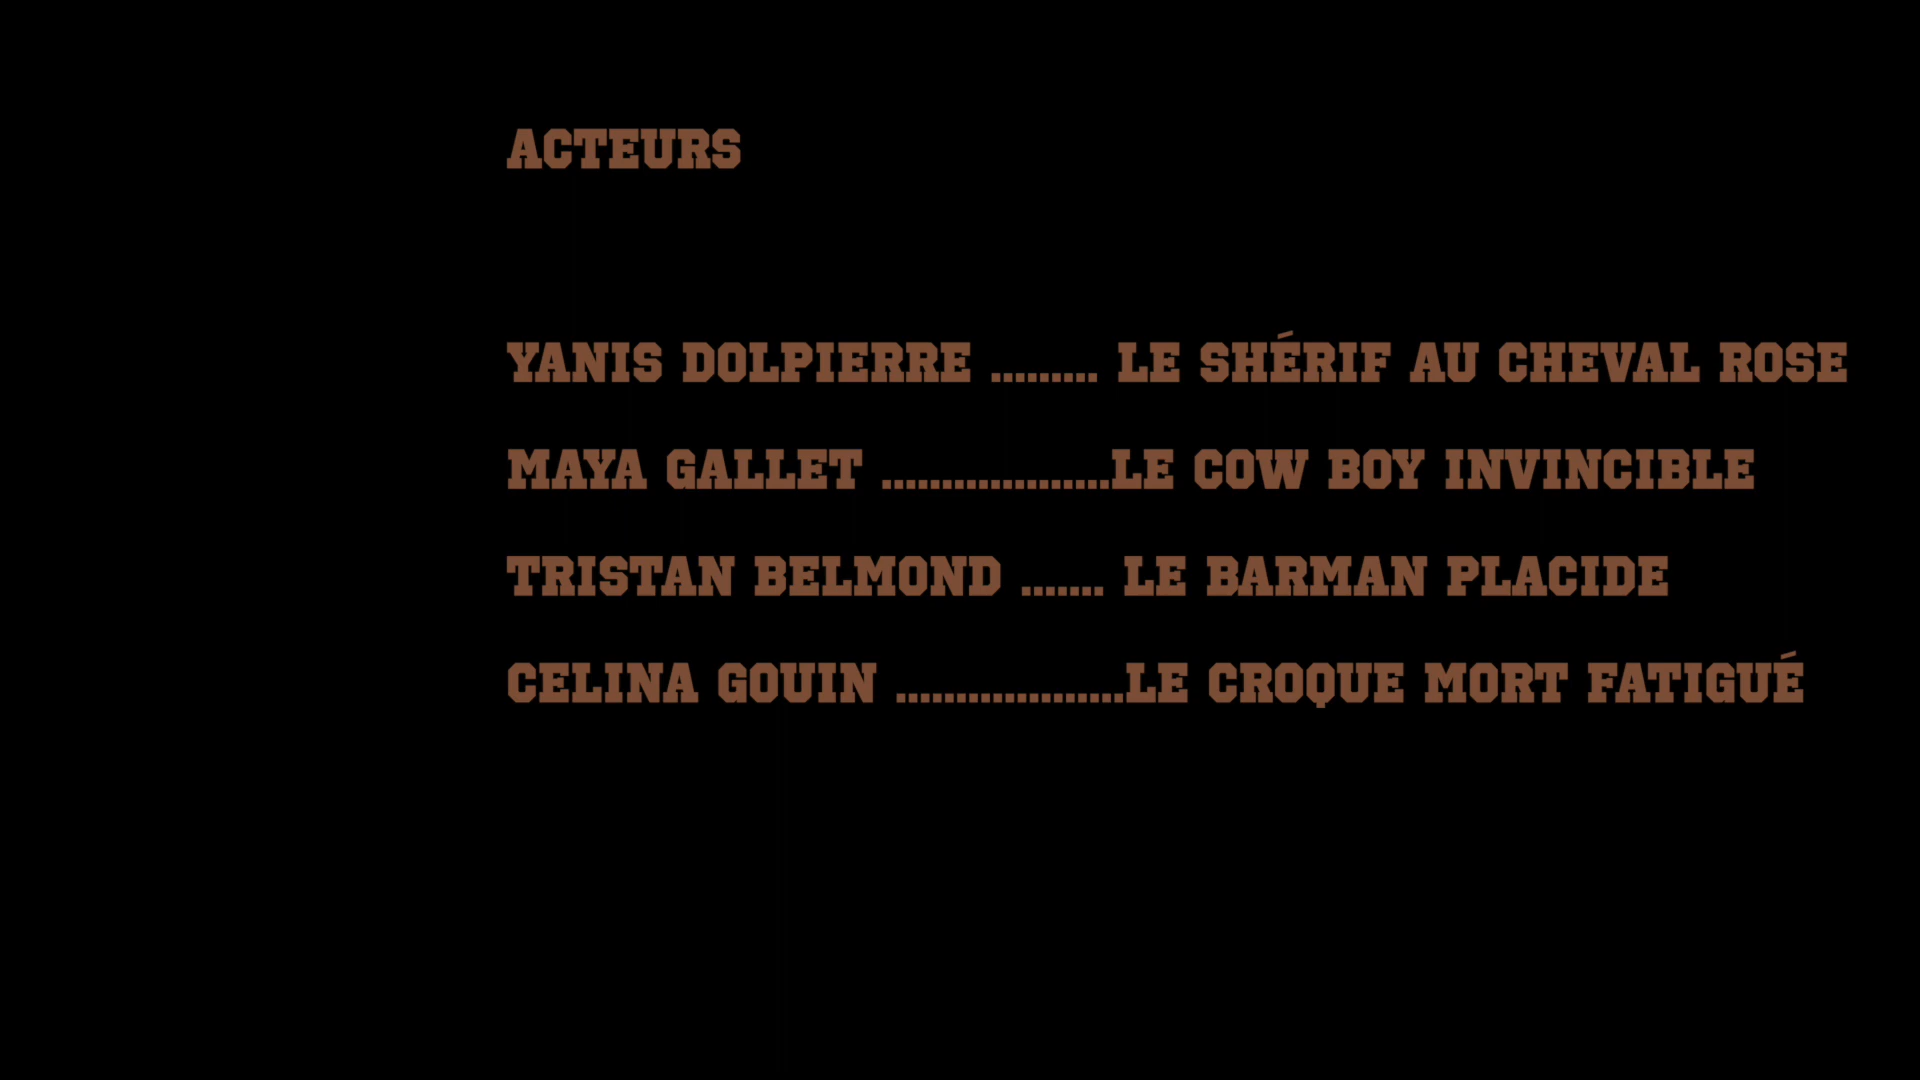 ACTEURS
YANIS DOLPIERRE ......... LE SHÉRIF AU CHEVAL ROSE
MAYA GALLET ...................LE COW BOY INVINCIBLE
TRISTAN BELMOND ....... LE BARMAN PLACIDE
CELINA GOUIN ...................LE CROQUE MORT FATIGUÉ